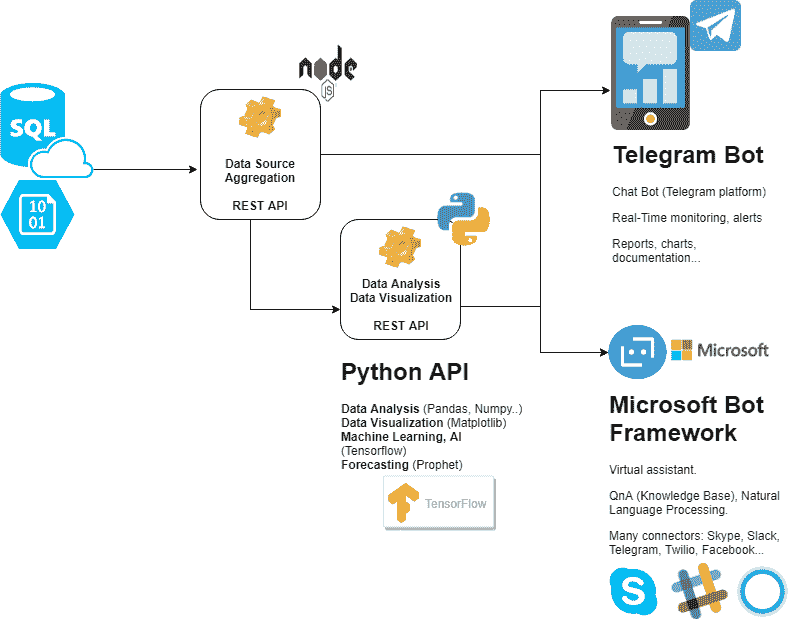 node
JS
SQL
10
01
Data Source
Aggregation
REST API
Data Analysis
Data Visualization
REST API
Python API
Data Analysis (Pandas, Numpy..)
Data Visualization (Matplotlib)
Machine Learning, AI
(Tensorflow)
Forecasting (Prophet)
TensorFlow
Telegram Bot
Chat Bot (Telegram platform)
Real-Time monitoring, alerts
Reports, charts,
documentation...
Microsoft
Microsoft Bot
Framework
Virtual assistant.
QnA (Knowledge Base), Natural
Language Processing.
Many connectors: Skype, Slack,
Telegram, Twilio, Facebook...
S